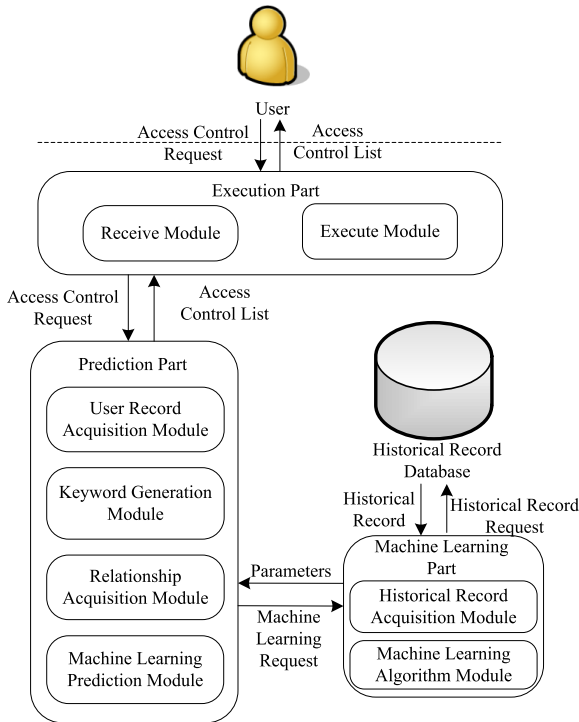 User
Access Control
Request
Access
Control List
Execution Part
Receive Module
Execute Module
Access Control
Request
Access
Control List
Prediction Part
User Record
Acquisition Module
Keyword Generation
Module
Relationship
Acquisition Module
Machine Learning
Prediction Module
Historical Record
Database
Historical
Record
Historical Record
Request
Parameters
Machine
Learning
Request
Machine Learning
Part
Historical Record
Acquisition Module
Machine Learning
Algorithm Module